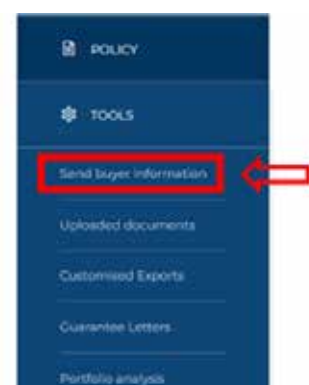 POLICY
TOOLS
Send buyer information
Uploaded documents
Customised Exports
Guarantee Letters
Portfolio analysis